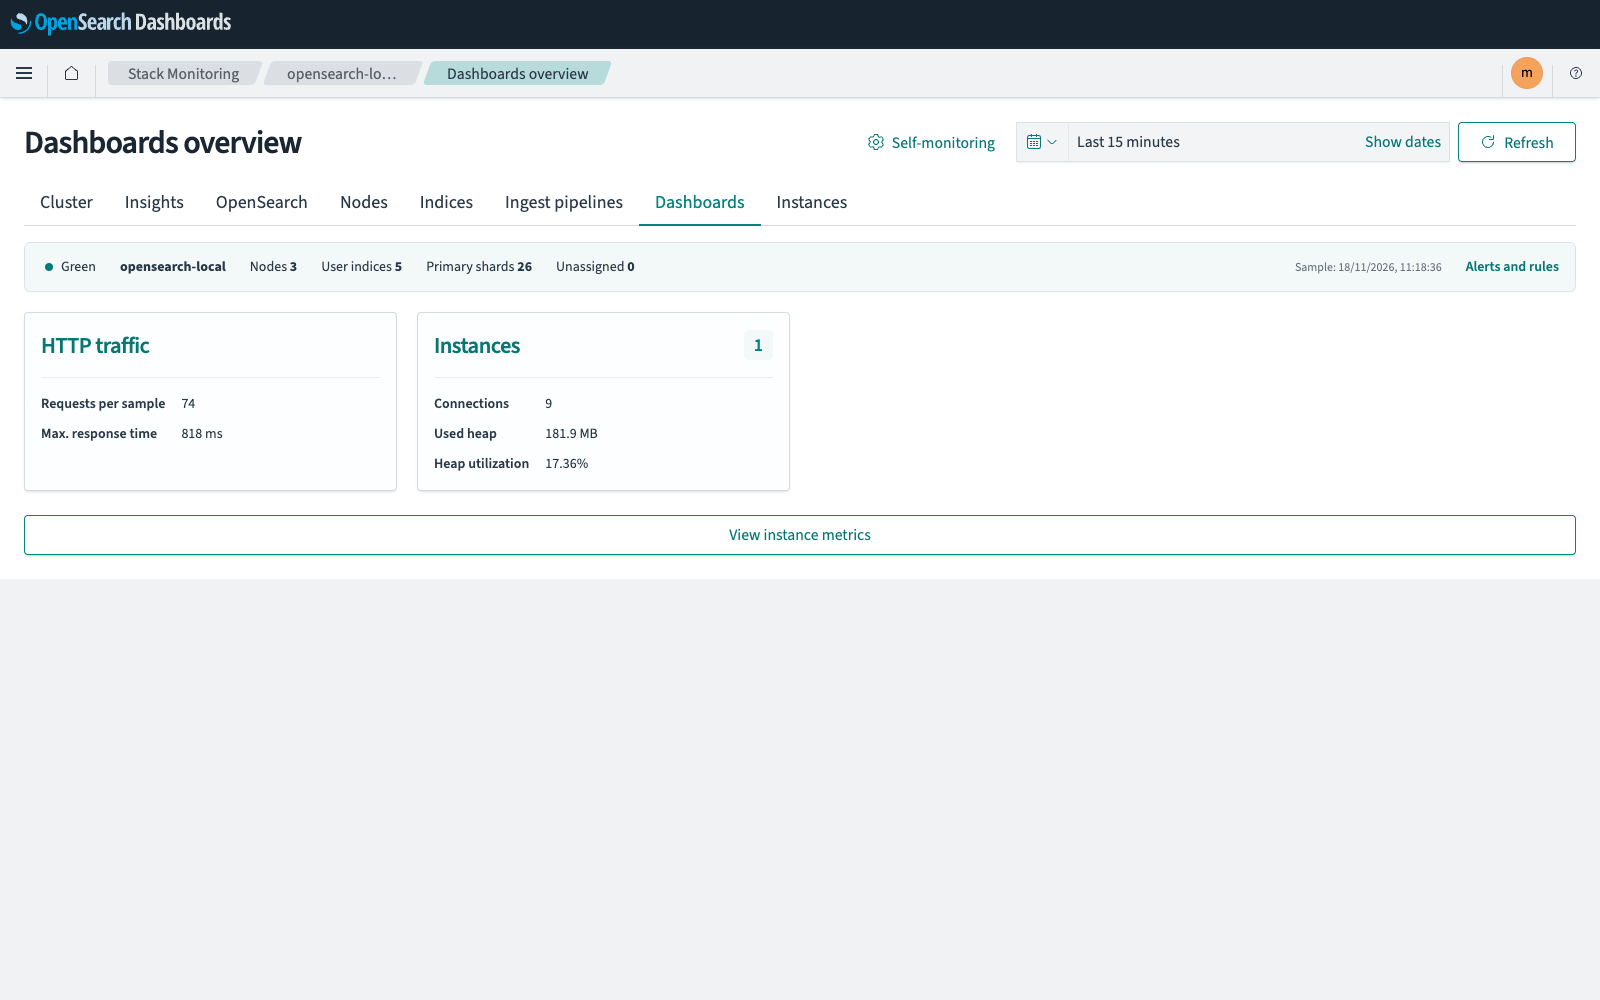 OpenSearch Dashboards
Stack Monitoring
opensearch-lo…
Dashboards overview
m
Dashboards overview
Self-monitoring
Last 15 minutes
Show dates
Refresh
Cluster
Insights
OpenSearch
Nodes
Indices
Ingest pipelines
Dashboards
Instances
Green
opensearch-local
Nodes 3
User indices 5
Primary shards 26
Unassigned 0
Sample: 18/11/2026, 11:18:36
Alerts and rules
HTTP traffic
Requests per sample 74
Max. response time 818 ms
Instances 1
Connections 9
Used heap 181.9 MB
Heap utilization 17.36%
View instance metrics